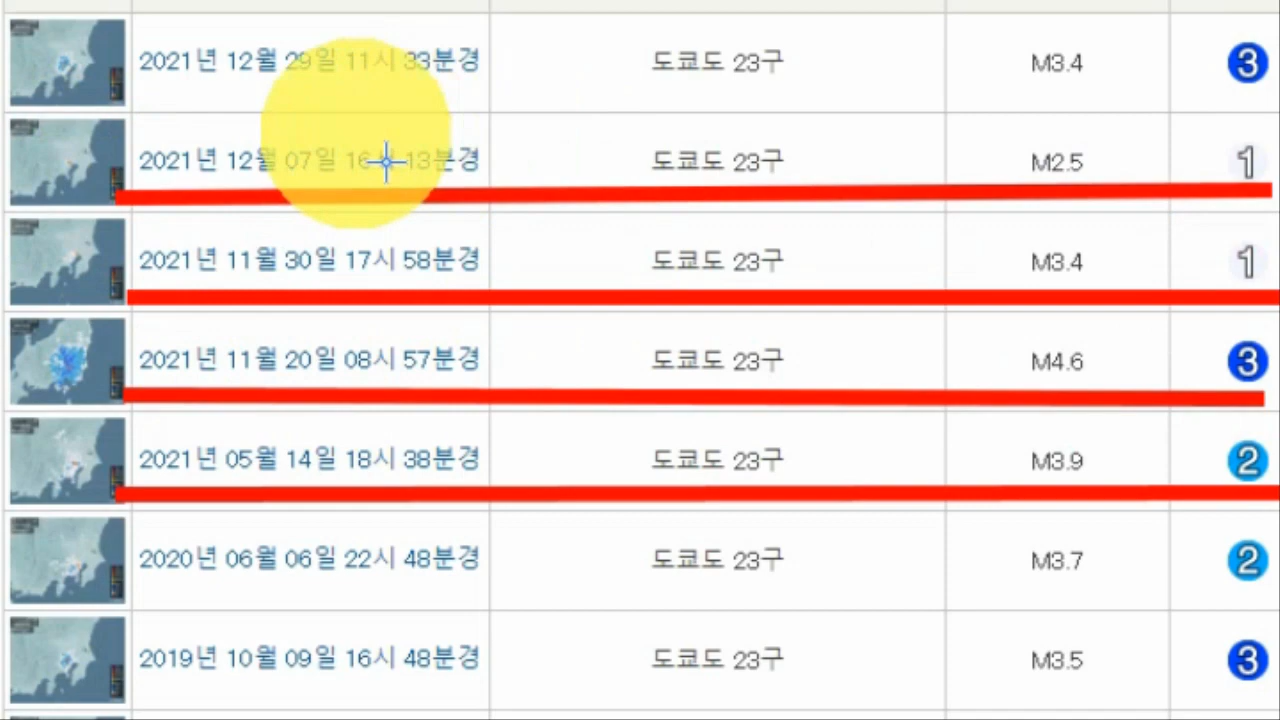 2021년 12월 29일 11시 33분경 도쿄도 23구 M3.4 3
2021년 12월 07일 16시 13분경 도쿄도 23구 M2.5 1
2021년 11월 30일 17시 58분경 도쿄도 23구 M3.4 1
2021년 11월 20일 08시 57분경 도쿄도 23구 M4.6 3
2021년 05월 14일 18시 38분경 도쿄도 23구 M3.9 2
2020년 06월 06일 22시 48분경 도쿄도 23구 M3.7 2
2019년 10월 09일 16시 48분경 도쿄도 23구 M3.5 3